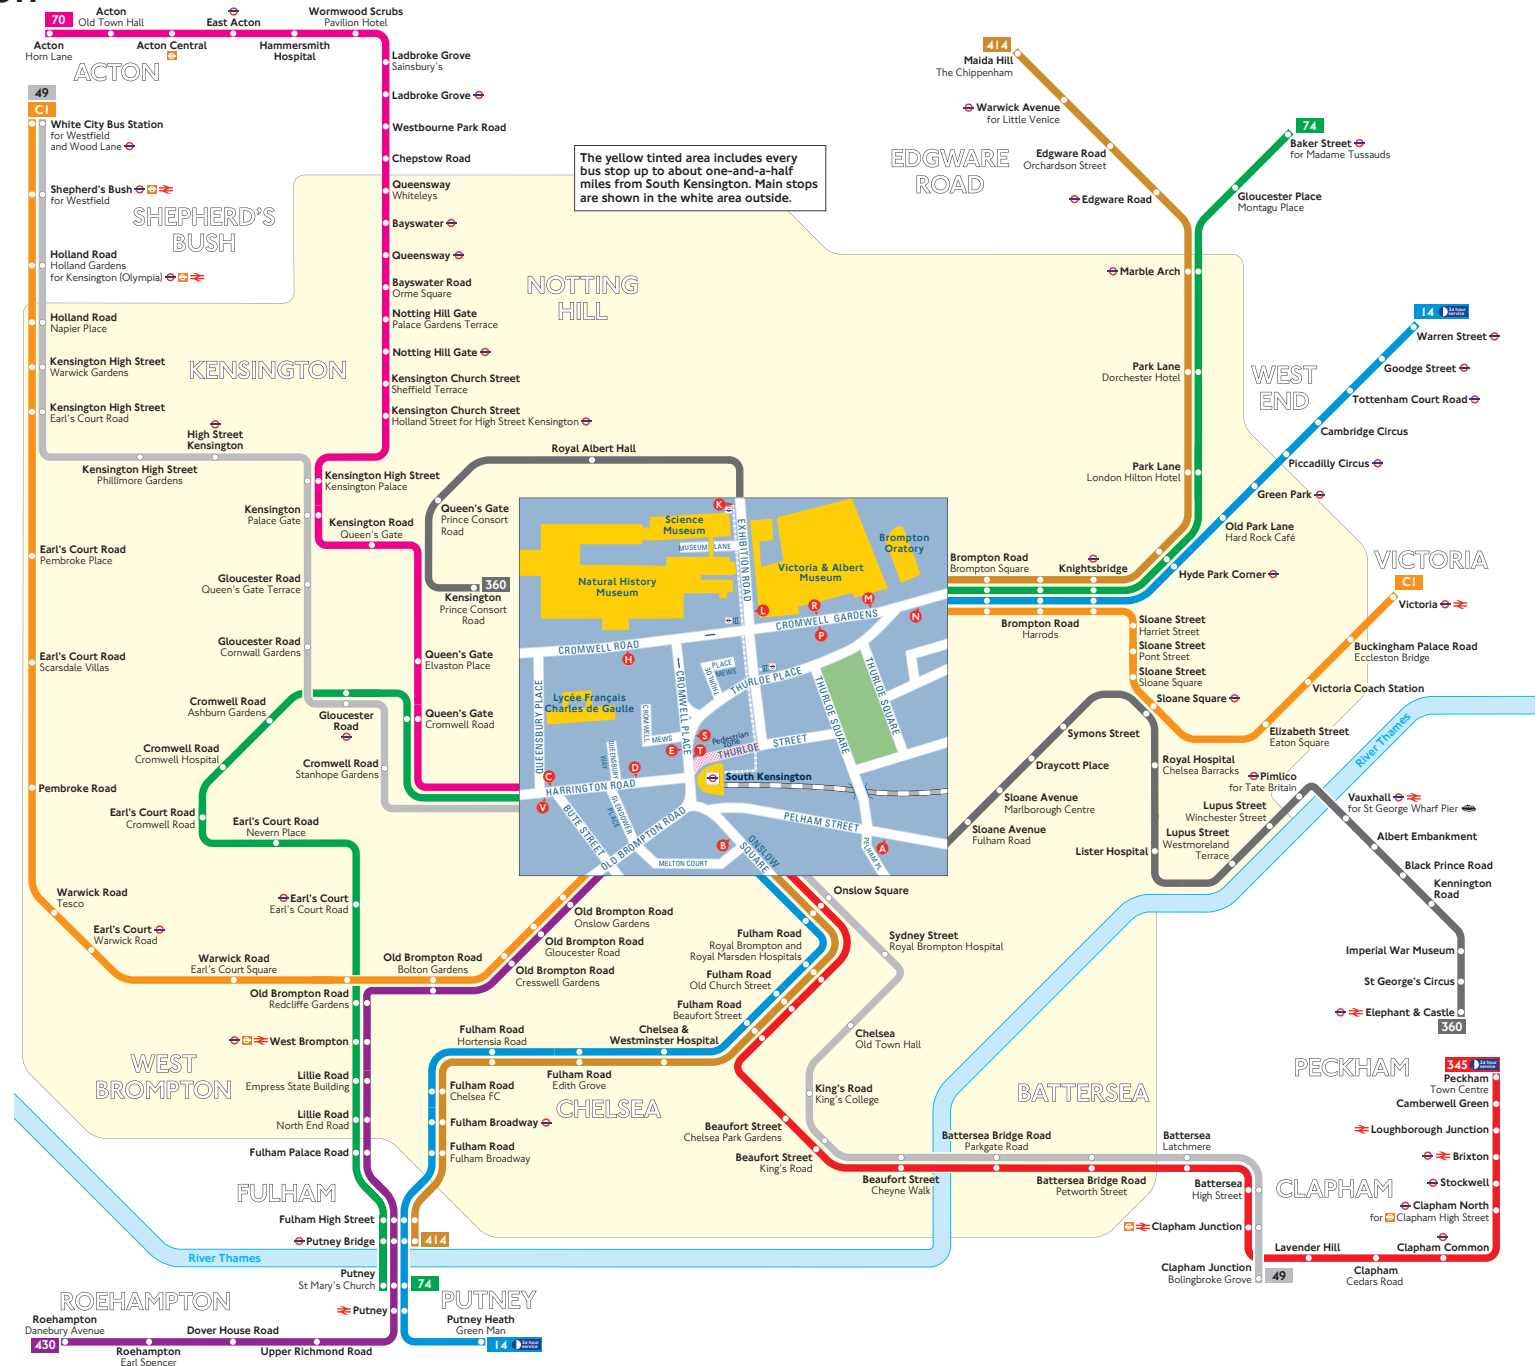 70
Acton
Old Town Hall
East Acton
Wormwood Scrubs
Pavilion Hotel
Acton
Horn Lane
Acton Central
Hammersmith
Hospital
ACTON
Ladbroke Grove
Sainsbury's
Ladbroke Grove
Westbourne Park Road
Chepstow Road
Queensway
Whiteleys
Bayswater
Queensway
Bayswater Road
Orme Square
Notting Hill Gate
Palace Gardens Terrace
Notting Hill Gate
Kensington Church Street
Sheffield Terrace
Kensington Church Street
Holland Street for High Street Kensington
49
C1
White City Bus Station
for Westfield
and Wood Lane
Shepherd's Bush
for Westfield
SHEPHERD'S
BUSH
Holland Road
Holland Gardens
for Kensington (Olympia)
Holland Road
Napier Place
Kensington High Street
Warwick Gardens
KENSINGTON
Kensington High Street
Earl's Court Road
High Street
Kensington
Kensington High Street
Phillimore Gardens
The yellow tinted area includes every
bus stop up to about one-and-a-half
miles from South Kensington. Main stops
are shown in the white area outside.
NOTTING
HILL
414
Maida Hill
The Chippenham
Warwick Avenue
for Little Venice
EDGWARE
ROAD
Edgware Road
Orchardson Street
Edgware Road
74
Baker Street
for Madame Tussauds
Gloucester Place
Montagu Place
Marble Arch
Park Lane
Dorchester Hotel
Park Lane
London Hilton Hotel
WEST
END
14
24 hour
service
Warren Street
Goodge Street
Tottenham Court Road
Cambridge Circus
Piccadilly Circus
Green Park
Old Park Lane
Hard Rock Café
Hyde Park Corner
Knightsbridge
Brompton Road
Brompton Square
Brompton Road
Harrods
VICTORIA
C1
Victoria
Buckingham Palace Road
Eccleston Bridge
Victoria Coach Station
Elizabeth Street
Eaton Square
Sloane Street
Harriet Street
Sloane Street
Pont Street
Sloane Street
Sloane Square
Sloane Square
Royal Albert Hall
Kensington High Street
Kensington Palace
Kensington
Palace Gate
Kensington Road
Queen's Gate
Queen's Gate
Prince Consort
Road
360
Kensington
Prince Consort
Road
Earl's Court Road
Pembroke Place
Gloucester Road
Queen's Gate Terrace
Gloucester Road
Cornwall Gardens
Earl's Court Road
Scarsdale Villas
Queen's Gate
Elvaston Place
Queen's Gate
Cromwell Road
Cromwell Road
Ashburn Gardens
Gloucester
Road
Cromwell Road
Cromwell Hospital
Cromwell Road
Stanhope Gardens
Pembroke Road
Earl's Court Road
Cromwell Road
Earl's Court Road
Nevern Place
K
Science
Museum
MUSEUM LANE
EXHIBITION ROAD
Brompton
Oratory
Natural History
Museum
Victoria & Albert
Museum
L
R
M
N
P
CROMWELL GARDENS
CROMWELL ROAD
H
THURLOE
PLACE
MEWS
THURLOE PLACE
THURLOE SQUARE
THURLOE SQUARE
Lycée Français
Charles de Gaulle
QUEENSBURY PLACE
CROMWELL
MEWS
CROMWELL PLACE
QUEENSBURY
WAY
S
E
T
Pedestrian
zone
THURLOE STREET
D
C
V
South Kensington
HARRINGTON ROAD
GLENDOWER
PLACE
BUTE STREET
OLD BROMPTON ROAD
B
MELTON COURT
ONSLOW
SQUARE
PELHAM STREET
PELHAM PL
A
Symons Street
Draycott Place
Sloane Avenue
Marlborough Centre
Sloane Avenue
Fulham Road
Royal Hospital
Chelsea Barracks
Lister Hospital
Pimlico
for Tate Britain
Lupus Street
Winchester Street
Lupus Street
Westmoreland
Terrace
River Thames
Vauxhall
for St George Wharf Pier
Albert Embankment
Black Prince Road
Kennington
Road
Imperial War Museum
St George's Circus
Elephant & Castle
360
Warwick Road
Tesco
Earl's Court
Warwick Road
Earl's Court
Earl's Court Road
Warwick Road
Earl's Court Square
Old Brompton Road
Bolton Gardens
Old Brompton Road
Onslow Gardens
Old Brompton Road
Gloucester Road
Old Brompton Road
Cresswell Gardens
Old Brompton Road
Redcliffe Gardens
West Brompton
WEST
BROMPTON
Lillie Road
Empress State Building
Lillie Road
North End Road
Fulham Palace Road
Onslow Square
Sydney Street
Royal Brompton Hospital
Fulham Road
Royal Brompton and
Royal Marsden Hospitals
Fulham Road
Old Church Street
Fulham Road
Beaufort Street
Chelsea &
Westminster Hospital
Fulham Road
Hortensia Road
Fulham Road
Edith Grove
Fulham Road
Chelsea FC
CHELSEA
Fulham Broadway
Fulham Road
Fulham Broadway
Chelsea
Old Town Hall
King's Road
King's College
Beaufort Street
Chelsea Park Gardens
Beaufort Street
King's Road
Beaufort Street
Cheyne Walk
BATTERSEA
Battersea Bridge Road
Parkgate Road
Battersea Bridge Road
Petworth Street
Battersea
Latchmere
Battersea
High Street
Clapham Junction
Clapham Junction
Bolingbroke Grove
49
PECKHAM
345
24 hour
service
Peckham
Town Centre
Camberwell Green
Loughborough Junction
Brixton
Stockwell
CLAPHAM
Clapham North
for Clapham High Street
Clapham Common
Lavender Hill
Clapham
Cedars Road
FULHAM
Fulham High Street
Putney Bridge
414
River Thames
Putney
St Mary's Church
74
Putney
PUTNEY
Putney Heath
Green Man
14
24 hour
service
ROEHAMPTON
Roehampton
Danebury Avenue
430
Roehampton
Earl Spencer
Dover House Road
Upper Richmond Road